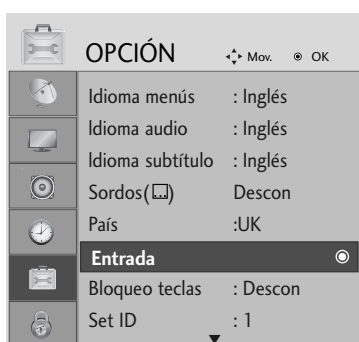 OPCIÓN Mov. OK
Idioma menús : Inglés
Idioma audio : Inglés
Idioma subtítulo : Inglés
Sordos() Descon
País :UK
Entrada
Bloqueo teclas : Descon
Set ID : 1